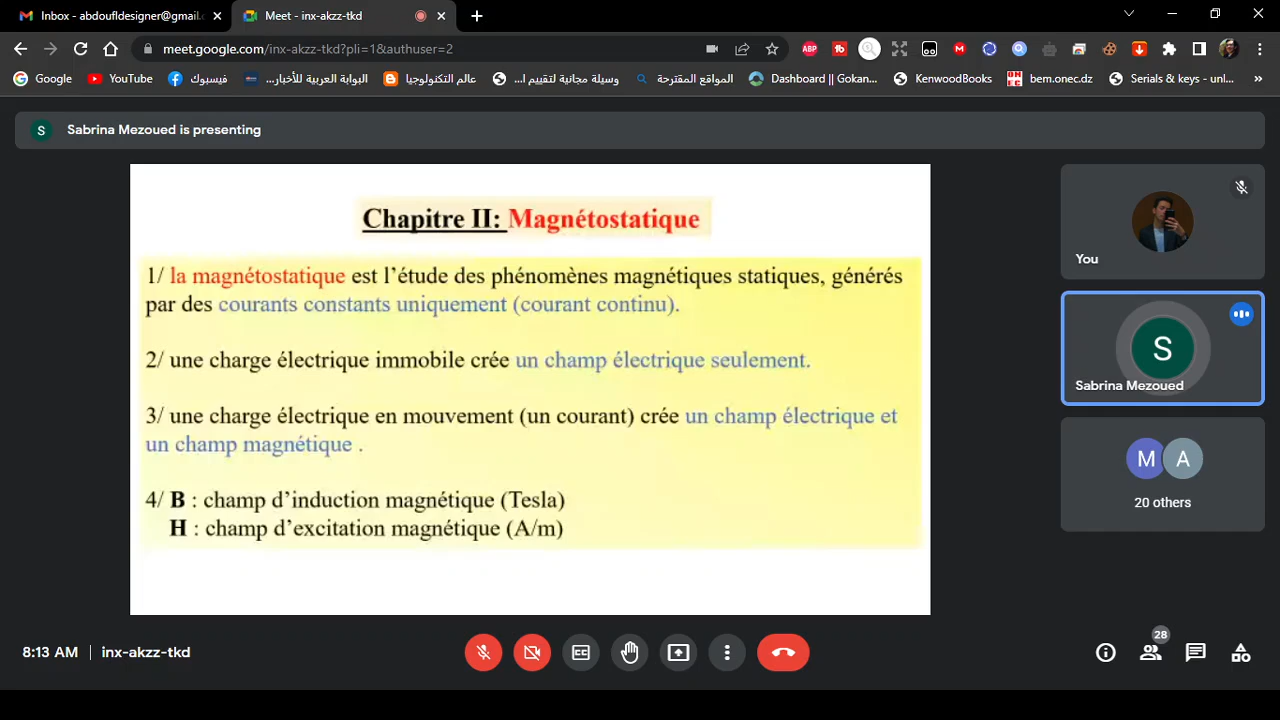 Inbox - abdoufldesigner@gmail.c
Meet - inx-akzz-tkd
meet.google.com/inx-akzz-tkd?pli=1&authuser=2
ABP
Google
YouTube
فيسبوك
البوابة العربية للأخبار...
عالم التكنولوجيا
وسيلة مجانية لتقييم ا...
المواقع المقترحة
Dashboard || Gokan...
KenwoodBooks
bem.onec.dz
Serials & keys - unl...
S
Sabrina Mezoued is presenting
Chapitre II: Magnétostatique
1/ la magnétostatique est l’étude des phénomènes magnétiques statiques, générés
par des courants constants uniquement (courant continu).
2/ une charge électrique immobile crée un champ électrique seulement.
3/ une charge électrique en mouvement (un courant) crée un champ électrique et
un champ magnétique .
4/ B : champ d’induction magnétique (Tesla)
H : champ d’excitation magnétique (A/m)
You
S
Sabrina Mezoued
M
A
20 others
8:13 AM
inx-akzz-tkd
28